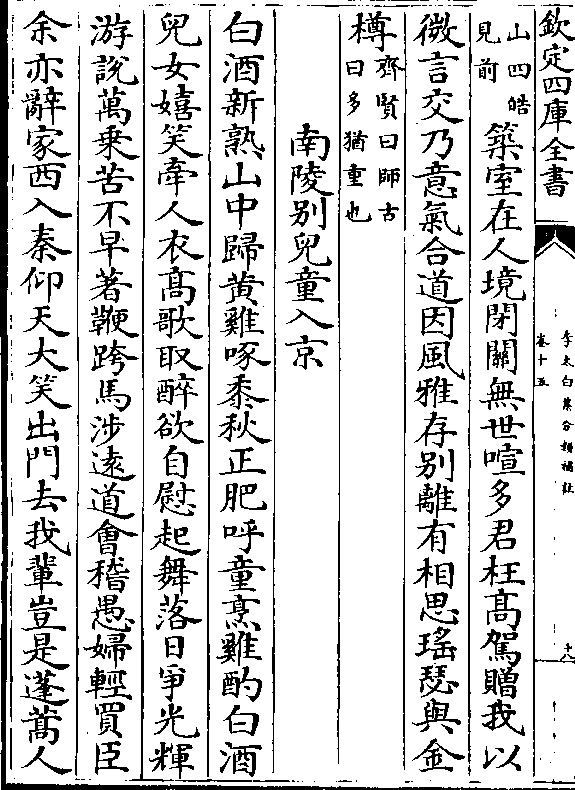 欽定四庫全書
李太白集分類補註
卷十五
十八
山四皓
見前
築室在人境閉關無世喧多君枉髙駕贈我以
微言交乃意氣合道因風雅存别離有相思瑤瑟與金
樽
齊賢曰師古
曰多猶重也
南陵别兒童入京
白酒新熟山中歸黄雞啄黍秋正肥呼童烹雞酌白酒
兒女嬉笑牽人衣髙歌取醉欲自慰起舞落日爭光輝
游說萬乗苦不早著鞭跨馬涉逺道會稽愚婦輕買臣
余亦辭家西入秦仰天大笑出門去我輩豈是蓬蒿人